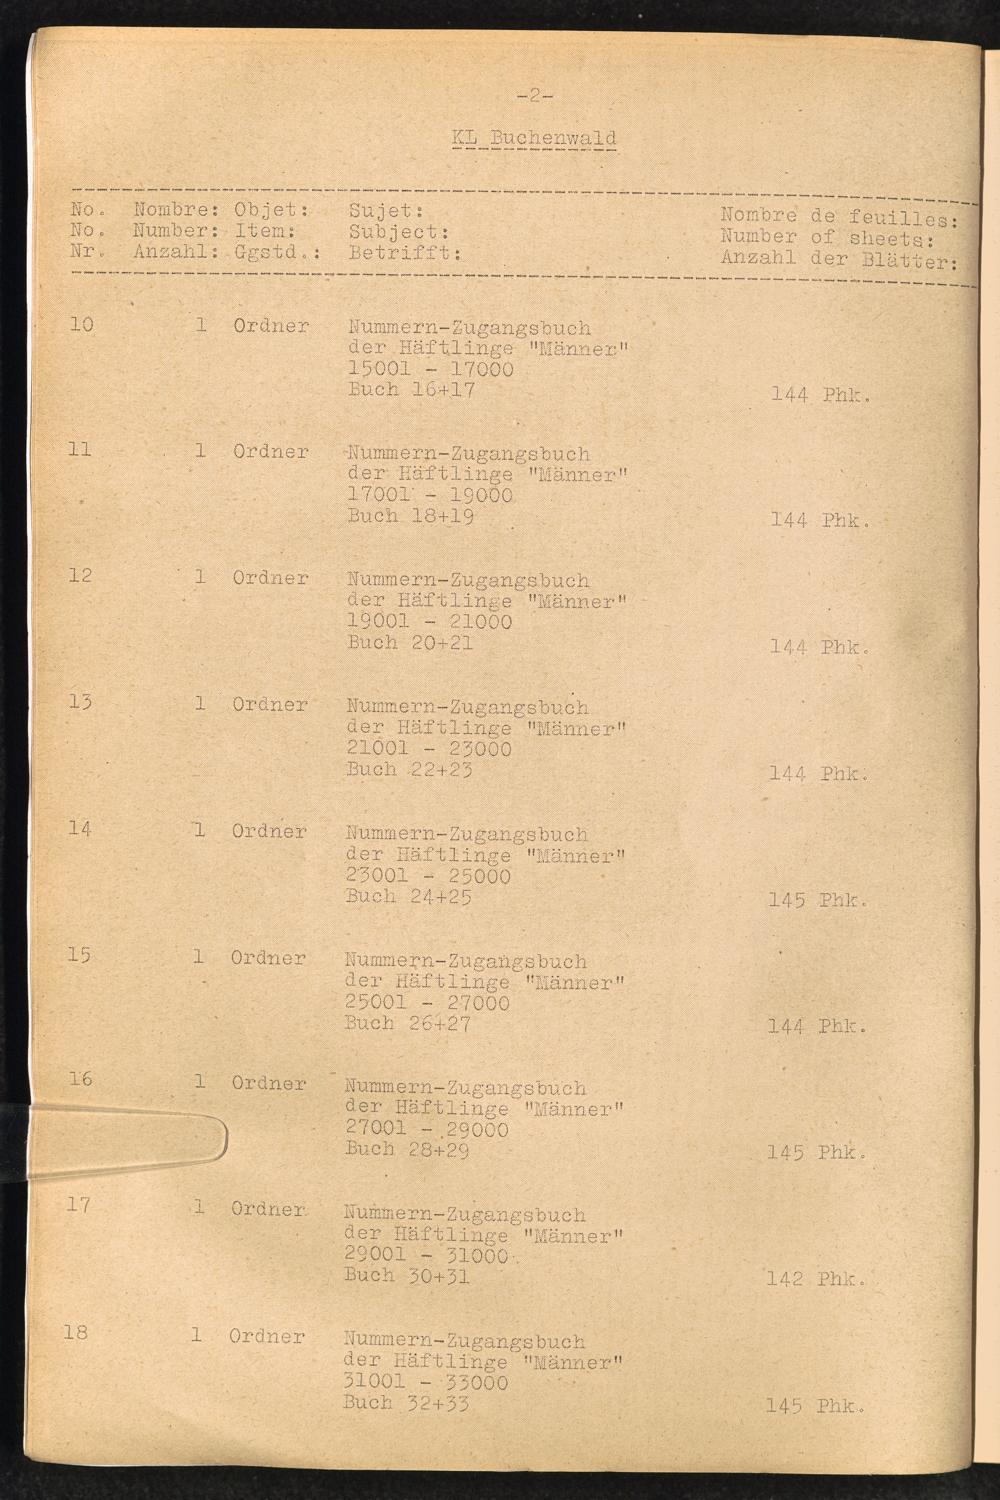 -2-
KL Buchenwald
No. Nombre: Objet: Sujet: Nombre de feuilles:
No. Number: Item: Subject: Number of sheets:
Nr. Anzahl: Ggstd.: Betrifft: Anzahl der Blätter:
10 1 Ordner Nummern-Zugangsbuch
der Häftlinge "Männer"
15001 - 17000
Buch 16+17 144 Phk.
11 1 Ordner Nummern-Zugangsbuch
der Häftlinge "Männer"
17001 - 19000
Buch 18+19 144 Phk.
12 1 Ordner Nummern-Zugangsbuch
der Häftlinge "Männer"
19001 - 21000
Buch 20+21 144 Phk.
13 1 Ordner Nummern-Zugangsbuch
der Häftlinge "Männer"
21001 - 23000
Buch 22+23 144 Phk.
14 1 Ordner Nummern-Zugangsbuch
der Häftlinge "Männer"
23001 - 25000
Buch 24+25 145 Phk.
15 1 Ordner Nummern-Zugangsbuch
der Häftlinge "Männer"
25001 - 27000
Buch 26+27 144 Phk.
16 1 Ordner Nummern-Zugangsbuch
der Häftlinge "Männer"
27001 - 29000
Buch 28+29 145 Phk.
17 1 Ordner Nummern-Zugangsbuch
der Häftlinge "Männer"
29001 - 31000
Buch 30+31 142 Phk.
18 1 Ordner Nummern-Zugangsbuch
der Häftlinge "Männer"
31001 - 33000
Buch 32+33 145 Phk.